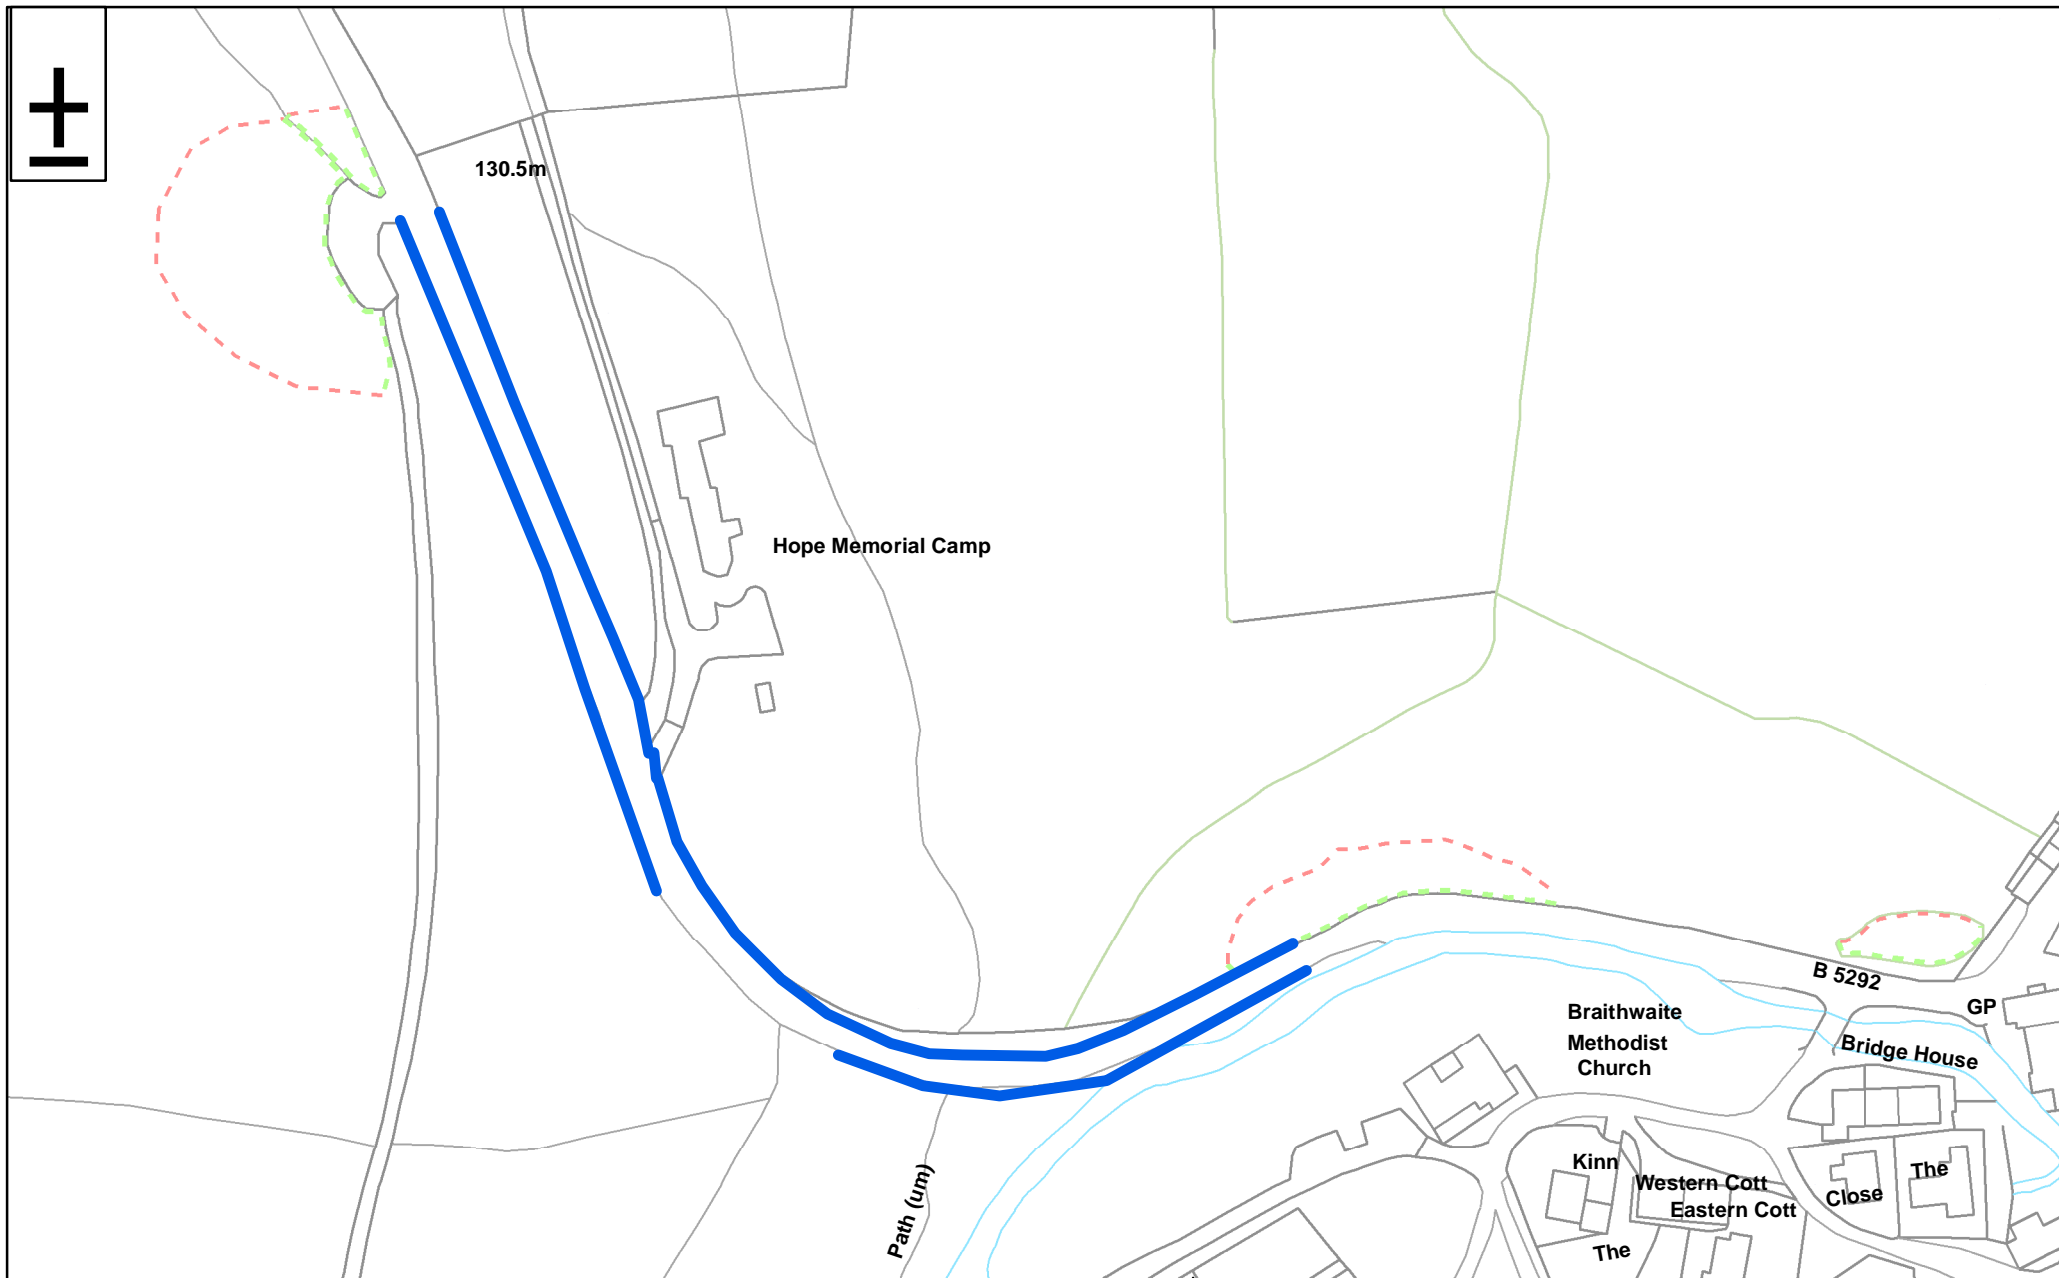 130.5m
Hope Memorial Camp
B 5292
GP
Braithwaite
Methodist
Church
Bridge House
Kinn
The
Western Cott
Close
Eastern Cott
Path (um)
The